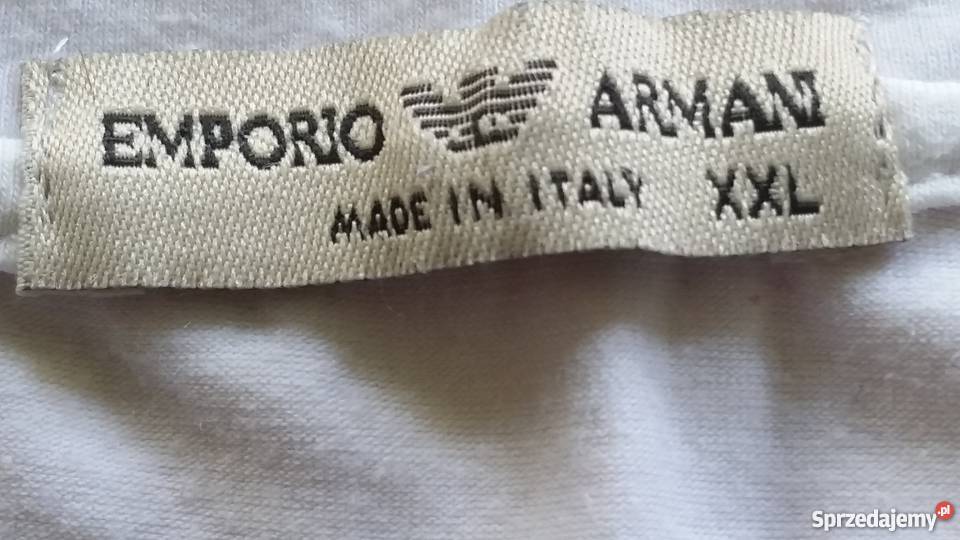 EMPORIO ARMANI
MADE IN ITALY XXL
Sprzedajemy.pl